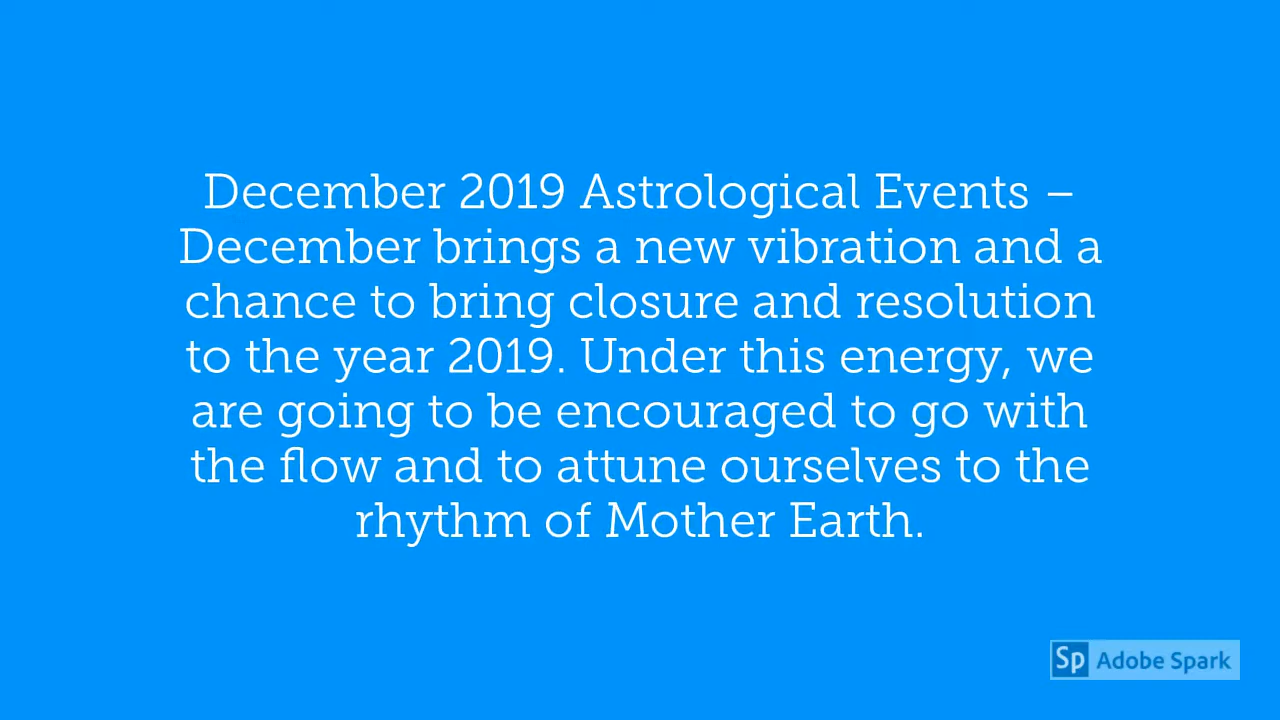 December 2019 Astrological Events –
December brings a new vibration and a
chance to bring closure and resolution
to the year 2019. Under this energy, we
are going to be encouraged to go with
the flow and to attune ourselves to the
rhythm of Mother Earth.
Sp Adobe Spark